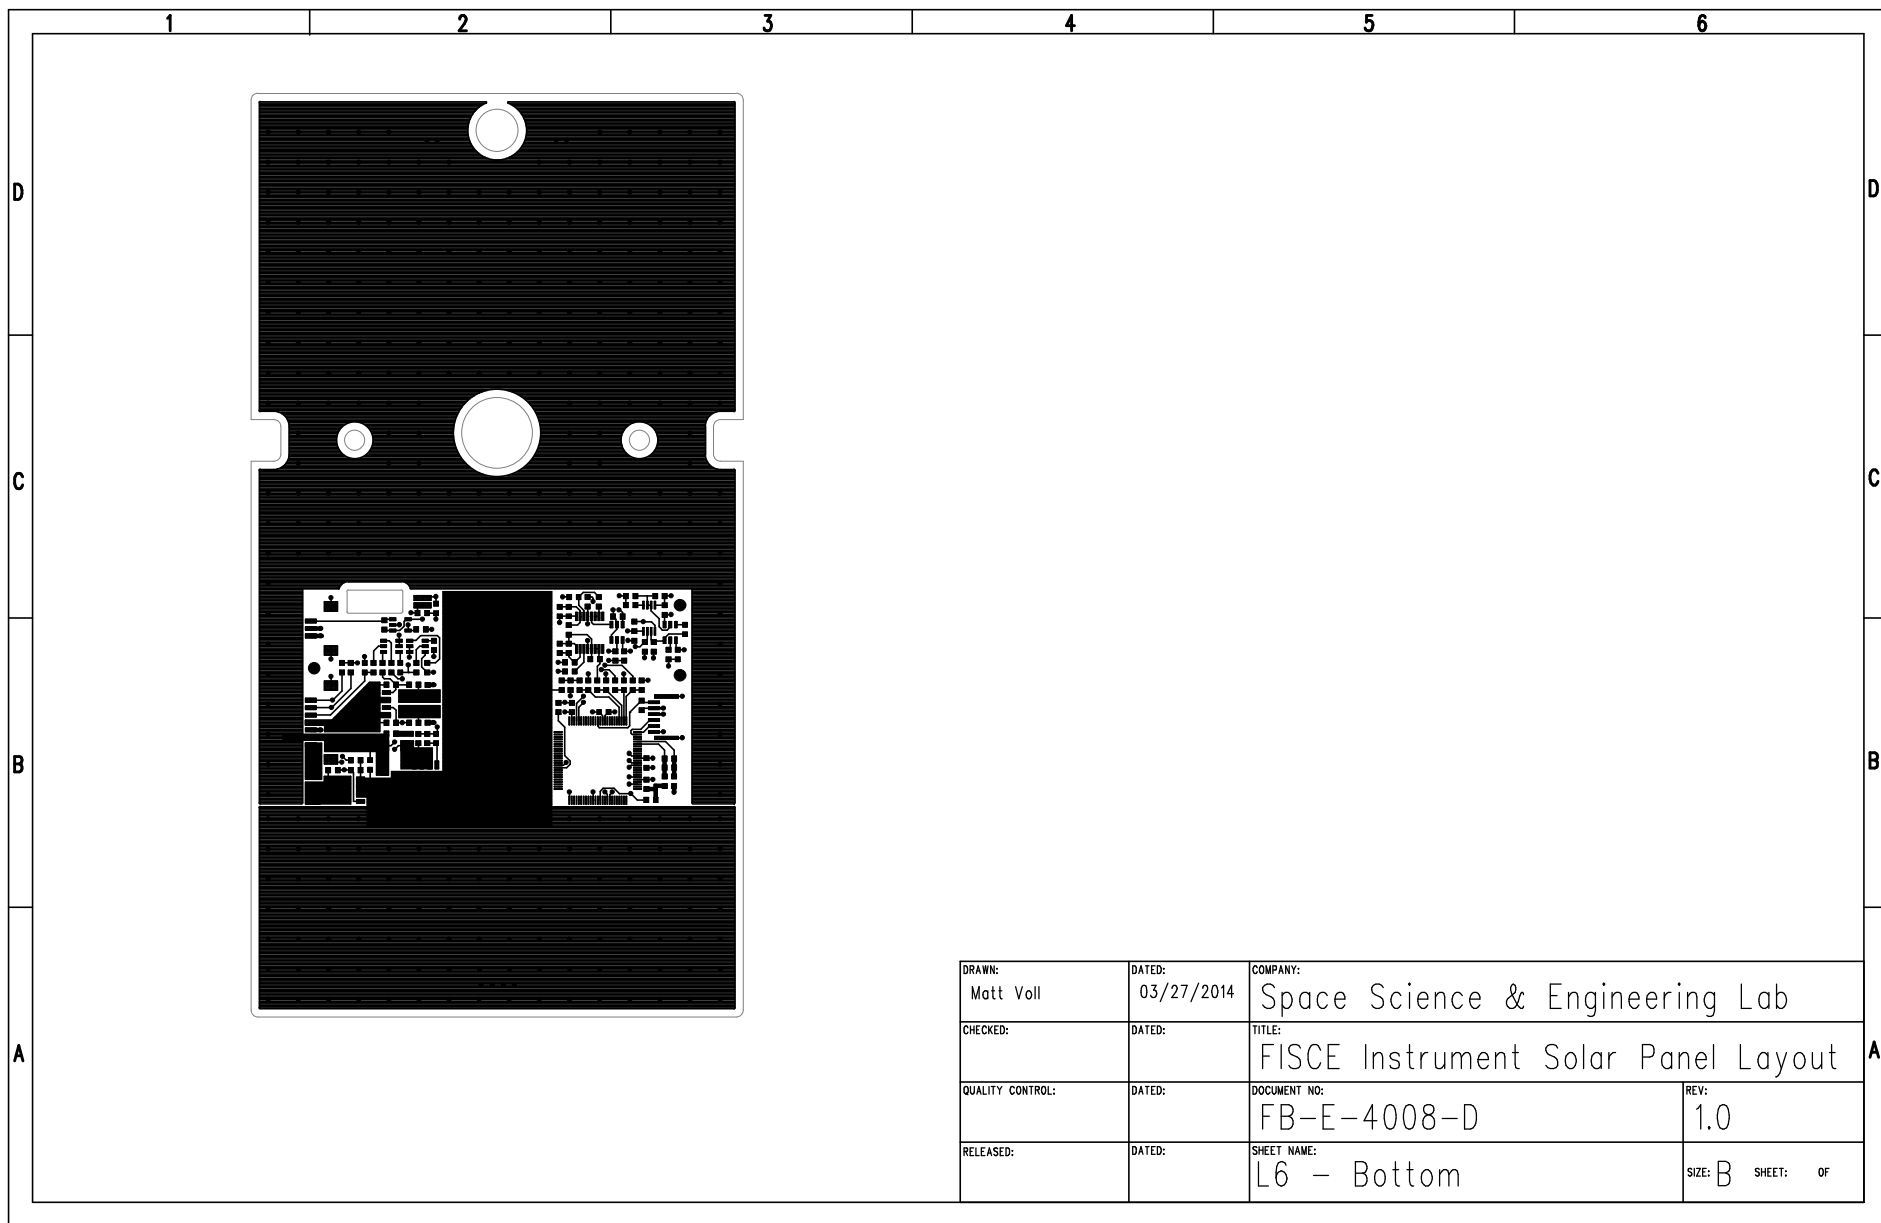 1 2 3 4 5 6
D D
C C
B B
A A
DRAWN: DATED: COMPANY:
Matt Voll 03/27/2014 Space Science & Engineering Lab
CHECKED: DATED: TITLE:
FISCE Instrument Solar Panel Layout
QUALITY CONTROL: DATED: DOCUMENT NO: REV:
FB-E-4008-D 1.0
RELEASED: DATED: SHEET NAME:
L6 - Bottom SIZE: B SHEET: OF